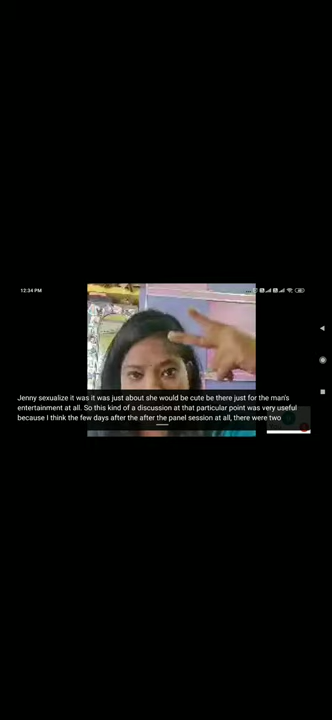 12:34 PM
Jenny sexualize it was it was just about she would be cute be there just for the man's
entertainment at all. So this kind of a discussion at that particular point was very useful
because I think the few days after the after the panel session at all, there were two